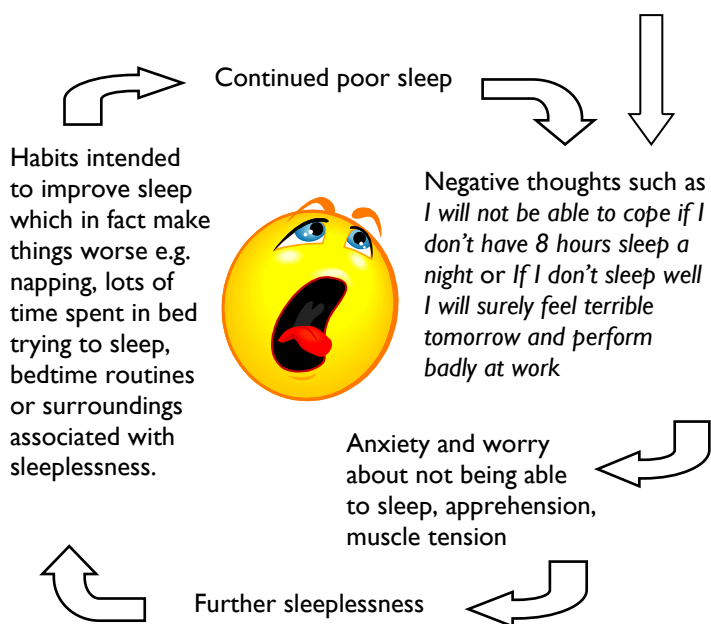 Continued poor sleep
Negative thoughts such as
I will not be able to cope if I
don't have 8 hours sleep a
night or If I don't sleep well
I will surely feel terrible
tomorrow and perform
badly at work
Anxiety and worry
about not being able
to sleep, apprehension,
muscle tension
Further sleeplessness
Habits intended
to improve sleep
which in fact make
things worse e.g.
napping, lots of
time spent in bed
trying to sleep,
bedtime routines
or surroundings
associated with
sleeplessness.